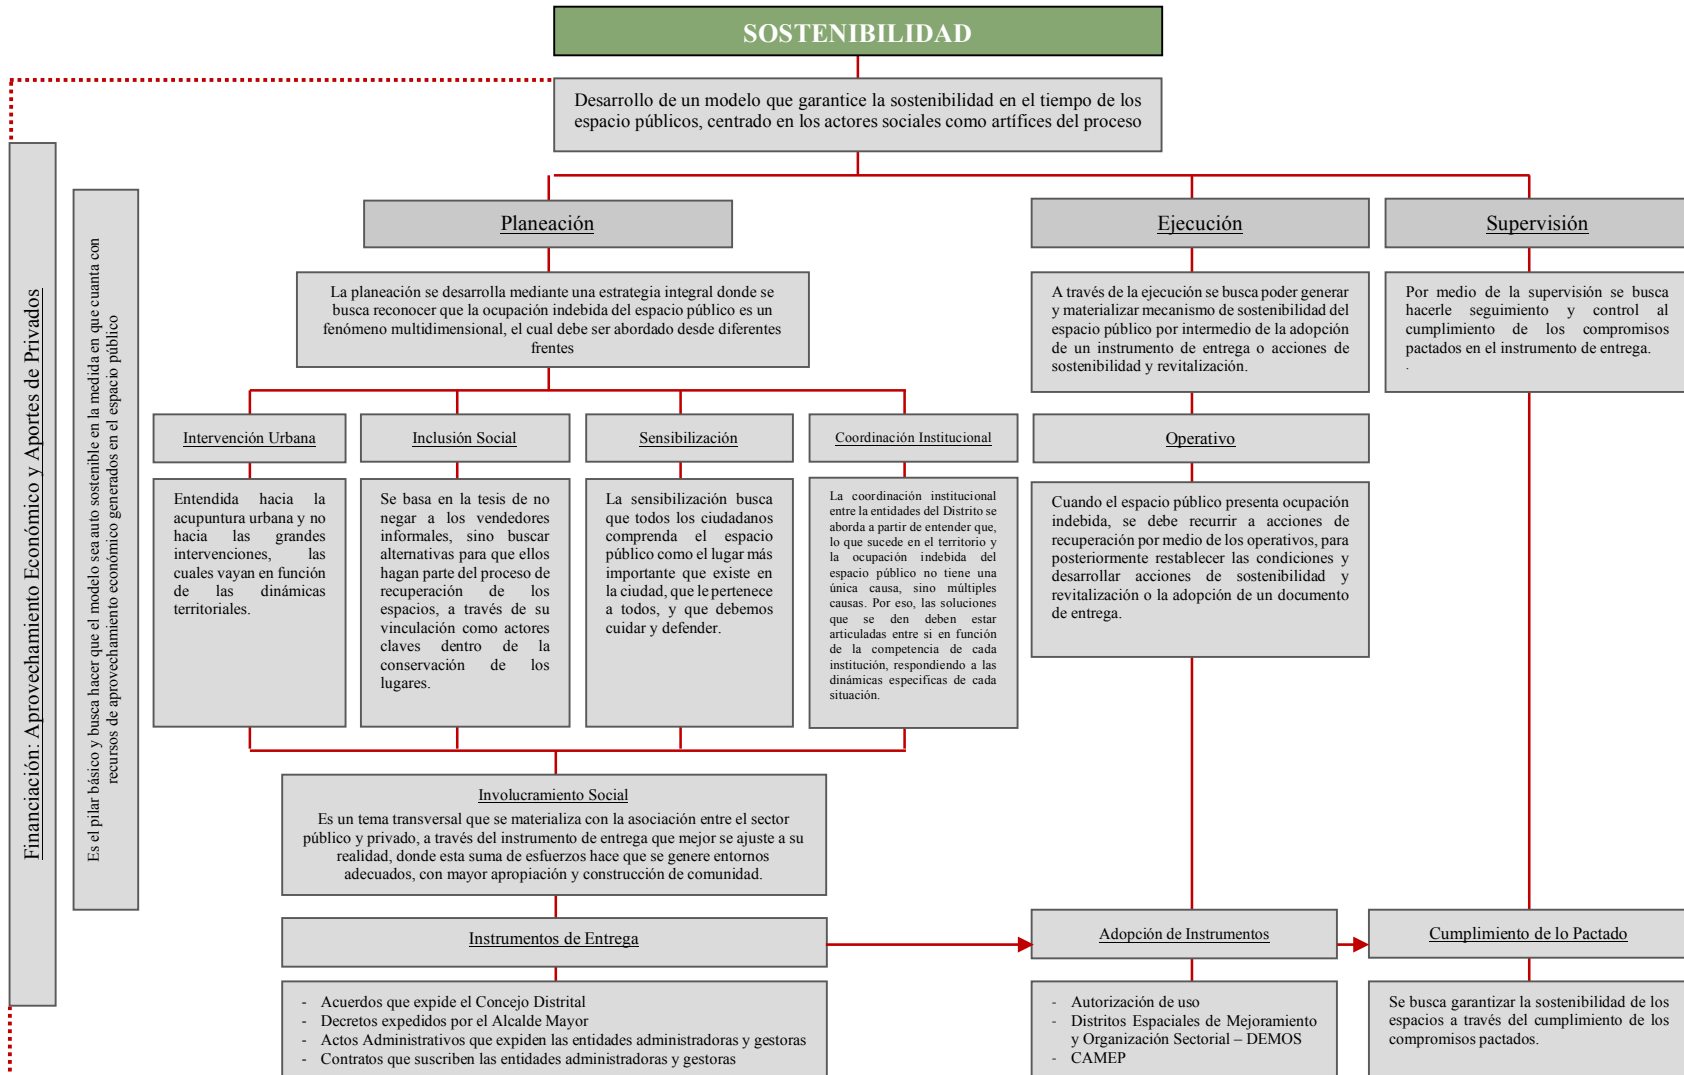 SOSTENIBILIDAD
Desarrollo de un modelo que garantice la sostenibilidad en el tiempo de los
espacio públicos, centrado en los actores sociales como artífices del proceso
Financiación: Aprovechamiento Económico y Aportes de Privados
Es el pilar básico y busca hacer que el modelo sea auto sostenible en la medida en que cuanta con
recursos de aprovechamiento económico generados en el espacio público
Planeación
La planeación se desarrolla mediante una estrategia integral donde se
busca reconocer que la ocupación indebida del espacio público es un
fenómeno multidimensional, el cual debe ser abordado desde diferentes
frentes
Intervención Urbana
Entendida hacia la
acupuntura urbana y no
hacia las grandes
intervenciones, las
cuales vayan en función
de las dinámicas
territoriales.
Inclusión Social
Se basa en la tesis de no
negar a los vendedores
informales, sino buscar
alternativas para que ellos
hagan parte del proceso de
recuperación de los
espacios, a través de su
vinculación como actores
claves dentro de la
conservación de los
lugares.
Sensibilización
La sensibilización busca
que todos los ciudadanos
comprenda el espacio
público como el lugar más
importante que existe en
la ciudad, que le pertenece
a todos, y que debemos
cuidar y defender.
Coordinación Institucional
La coordinación institucional
entre la entidades del Distrito se
aborda a partir de entender que,
lo que sucede en el territorio y
la ocupación indebida del
espacio público no tiene una
única causa, sino múltiples
causas. Por eso, las soluciones
que se den deben estar
articuladas entre si en función
de la competencia de cada
institución, respondiendo a las
dinámicas especificas de cada
situación.
Involucramiento Social
Es un tema transversal que se materializa con la asociación entre el sector
público y privado, a través del instrumento de entrega que mejor se ajuste a su
realidad, donde esta suma de esfuerzos hace que se genere entornos
adecuados, con mayor apropiación y construcción de comunidad.
Instrumentos de Entrega
- Acuerdos que expide el Concejo Distrital
- Decretos expedidos por el Alcalde Mayor
- Actos Administrativos que expiden las entidades administradoras y gestoras
- Contratos que suscriben las entidades administradoras y gestoras
Ejecución
A través de la ejecución se busca poder generar
y materializar mecanismo de sostenibilidad del
espacio público por intermedio de la adopción
de un instrumento de entrega o acciones de
sostenibilidad y revitalización.
Operativo
Cuando el espacio público presenta ocupación
indebida, se debe recurrir a acciones de
recuperación por medio de los operativos, para
posteriormente restablecer las condiciones y
desarrollar acciones de sostenibilidad y
revitalización o la adopción de un documento
de entrega.
Adopción de Instrumentos
- Autorización de uso
- Distritos Espaciales de Mejoramiento
y Organización Sectorial – DEMOS
- CAMEP
Supervisión
Por medio de la supervisión se busca
hacerle seguimiento y control al
cumplimiento de los compromisos
pactados en el instrumento de entrega.
.
Cumplimiento de lo Pactado
Se busca garantizar la sostenibilidad de los
espacios a través del cumplimiento de los
compromisos pactados.